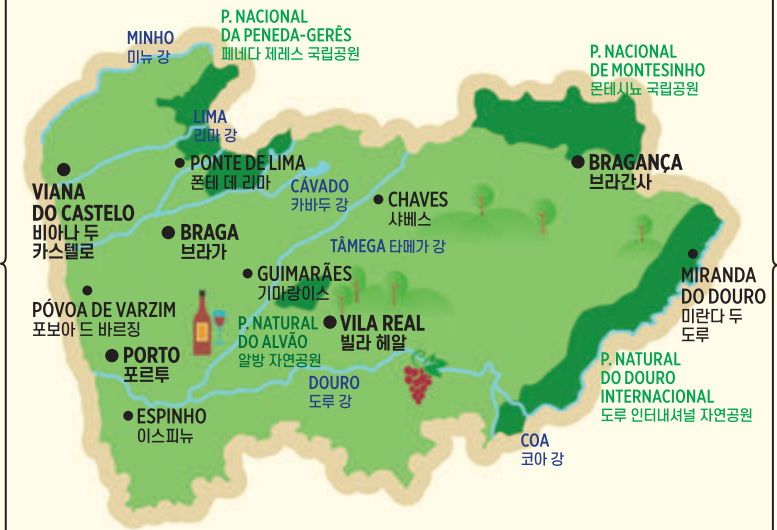 P. NACIONAL
DA PENEDA-GERÊS
페네다 제레스 국립공원
MINHO
미뉴 강
P. NACIONAL
DE MONTESINHO
몬테시뇨 국립공원
LIMA
리마 강
PONTE DE LIMA
폰테 데 리마
BRAGANÇA
브라간사
VIANA
DO CASTELO
비아나 두
카스텔로
CÁVADO
카바두 강
CHAVES
샤베스
BRAGA
브라가
TÂMEGA 타메가 강
GUIMARÃES
기마랑이스
MIRANDA
DO DOURO
미란다 두
도루
PÓVOA DE VARZIM
포보아 드 바르징
P. NATURAL
DO ALVÃO
알방 자연공원
VILA REAL
빌라 헤알
PORTO
포르투
P. NATURAL
DO DOURO
INTERNACIONAL
도루 인터내셔널 자연공원
DOURO
도루 강
ESPINHO
이스피뉴
COA
코아 강